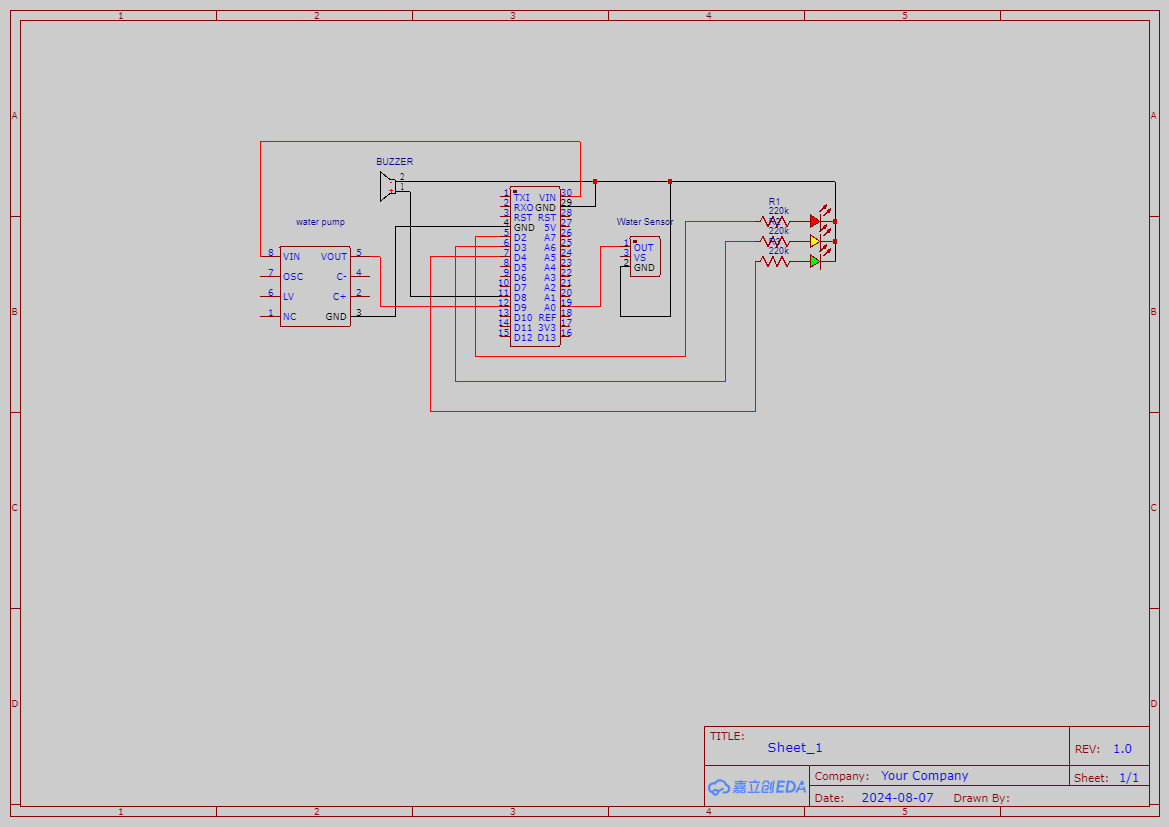 1 2 3 4 5
A A
BUZZER
2
1
water pump
8 VIN VOUT 5
7 OSC C- 4
6 LV C+ 2
1 NC GND 3
1 TXI VIN 30
2 RXO GND 29
3 RST RST 28
4 GND 5V 27
5 D2 A7 26
6 D3 A6 25
7 D4 A5 24
8 D5 A4 23
9 D6 A3 22
10 D7 A2 21
11 D8 A1 20
12 D9 A0 19
13 D10 REF 18
14 D11 3V3 17
15 D12 D13 16
Water Sensor
1 OUT
3 VS
2 GND
R1
220k
220k
220k
B B
C C
D D
TITLE:
Sheet_1
REV: 1.0
嘉立创EDA
Company: Your Company
Sheet: 1/1
Date: 2024-08-07 Drawn By:
1 2 3 4 5